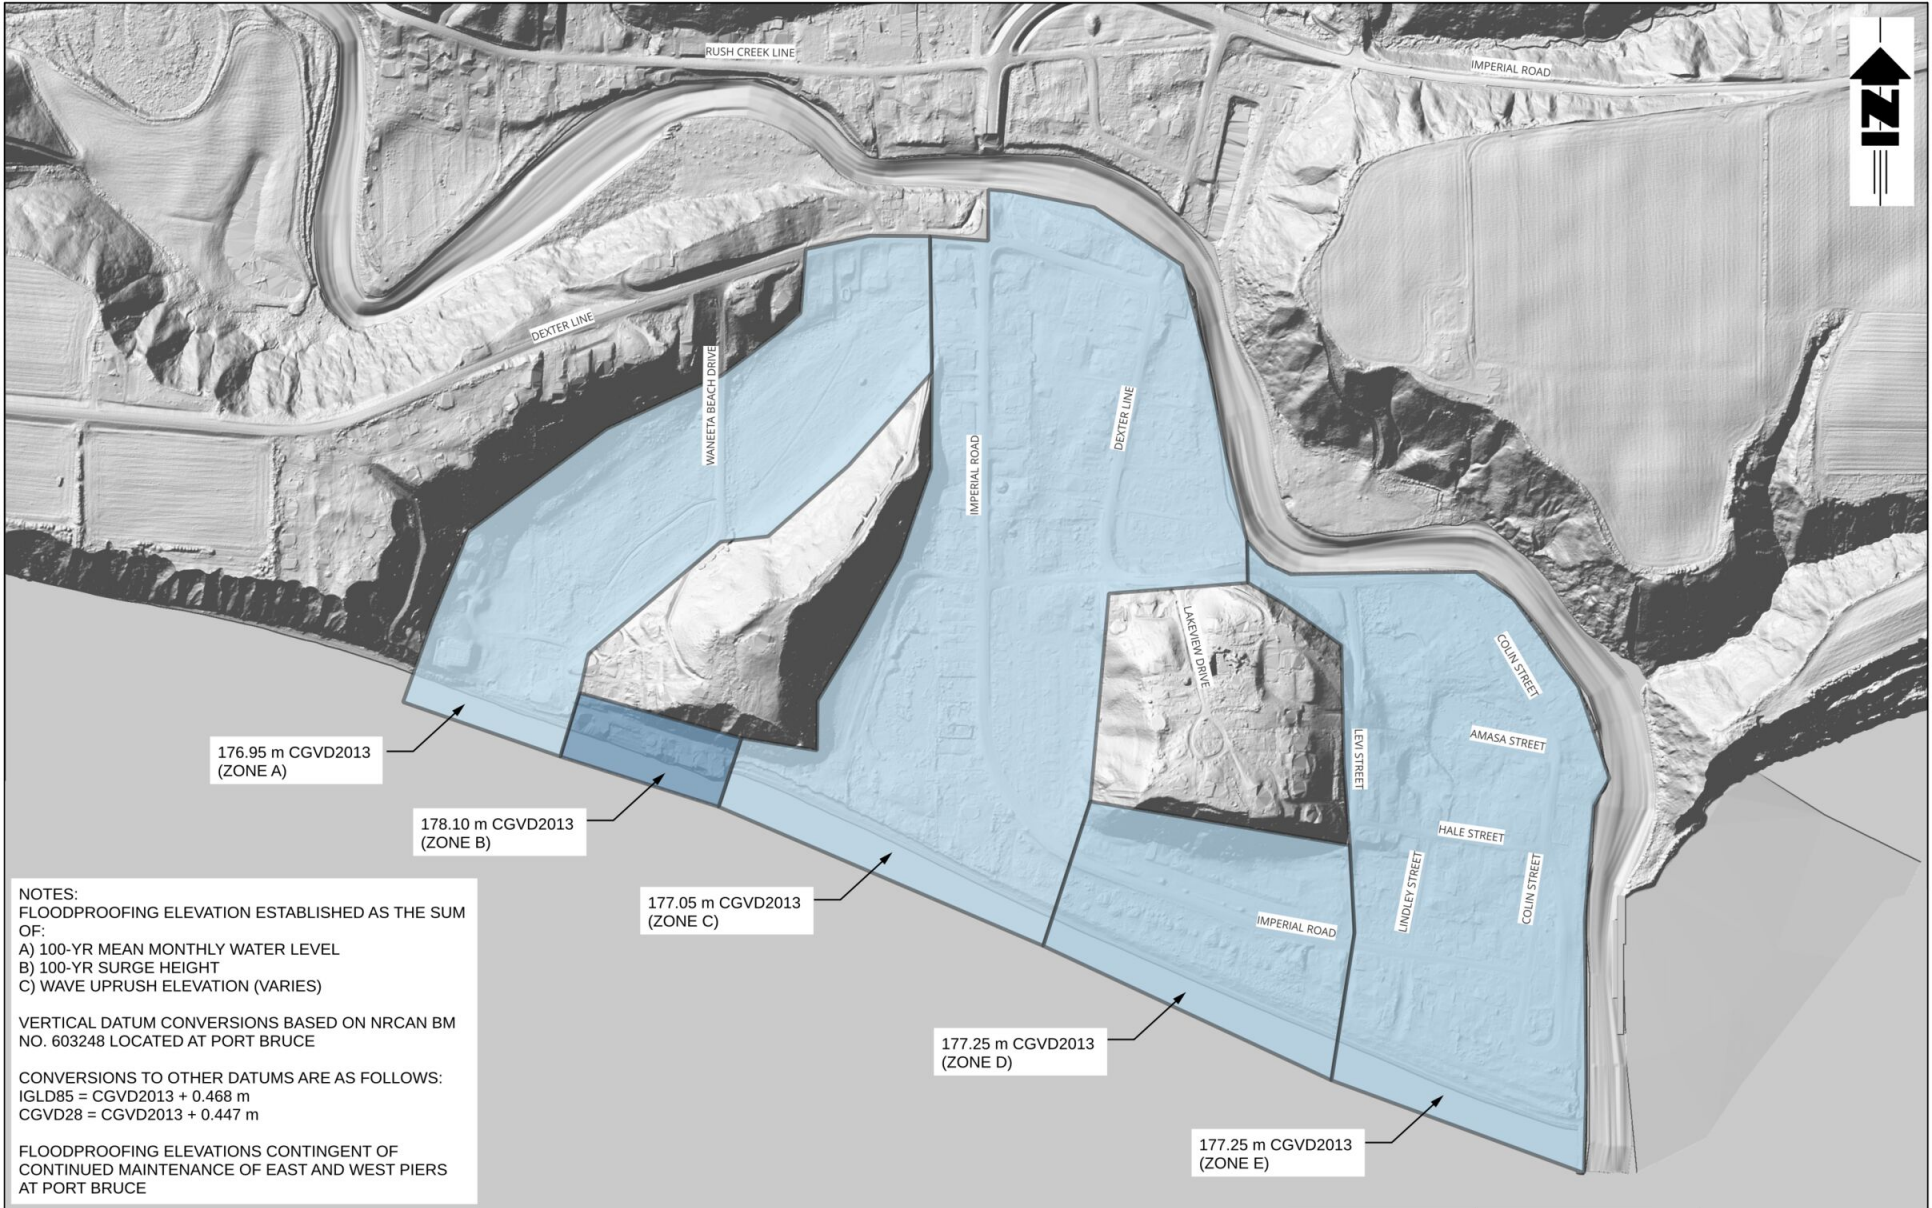 RUSH CREEK LINE
IMPERIAL ROAD
N
DEXTER LINE
WANEETA BEACH DRIVE
IMPERIAL ROAD
DEXTER LINE
LAKEVIEW DRIVE
COLIN STREET
AMASA STREET
LEVI STREET
HALE STREET
LINDLEY STREET
COLIN STREET
IMPERIAL ROAD
176.95 m CGVD2013
(ZONE A)
178.10 m CGVD2013
(ZONE B)
177.05 m CGVD2013
(ZONE C)
177.25 m CGVD2013
(ZONE D)
177.25 m CGVD2013
(ZONE E)
NOTES:
FLOODPROOFING ELEVATION ESTABLISHED AS THE SUM
OF:
A) 100-YR MEAN MONTHLY WATER LEVEL
B) 100-YR SURGE HEIGHT
C) WAVE UPRUSH ELEVATION (VARIES)
VERTICAL DATUM CONVERSIONS BASED ON NRCAN BM
NO. 603248 LOCATED AT PORT BRUCE
CONVERSIONS TO OTHER DATUMS ARE AS FOLLOWS:
IGLD85 = CGVD2013 + 0.468 m
CGVD28 = CGVD2013 + 0.447 m
FLOODPROOFING ELEVATIONS CONTINGENT OF
CONTINUED MAINTENANCE OF EAST AND WEST PIERS
AT PORT BRUCE